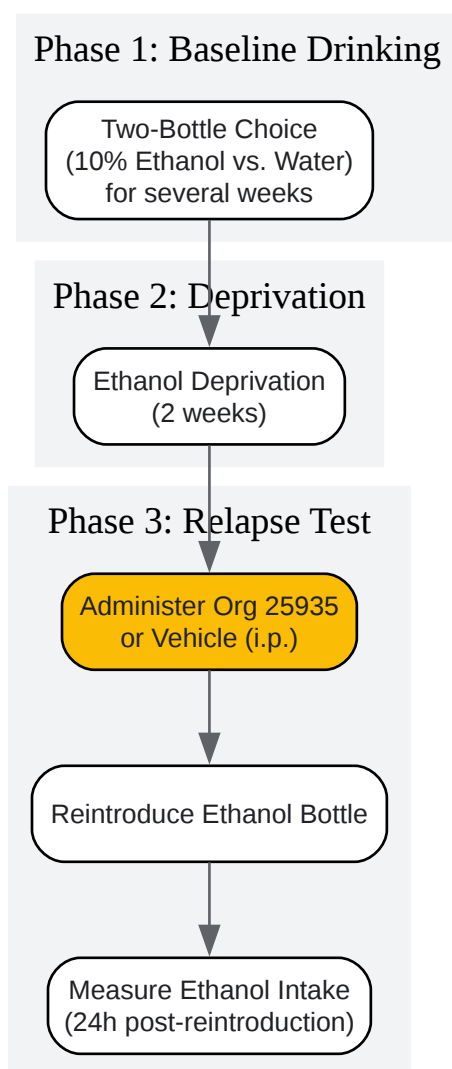 Phase 1: Baseline Drinking
Two-Bottle Choice
(10% Ethanol vs. Water)
for several weeks
Phase 2: Deprivation
Ethanol Deprivation
(2 weeks)
Phase 3: Relapse Test
Administer Org 25935
or Vehicle (i.p.)
Reintroduce Ethanol Bottle
Measure Ethanol Intake
(24h post-reintroduction)